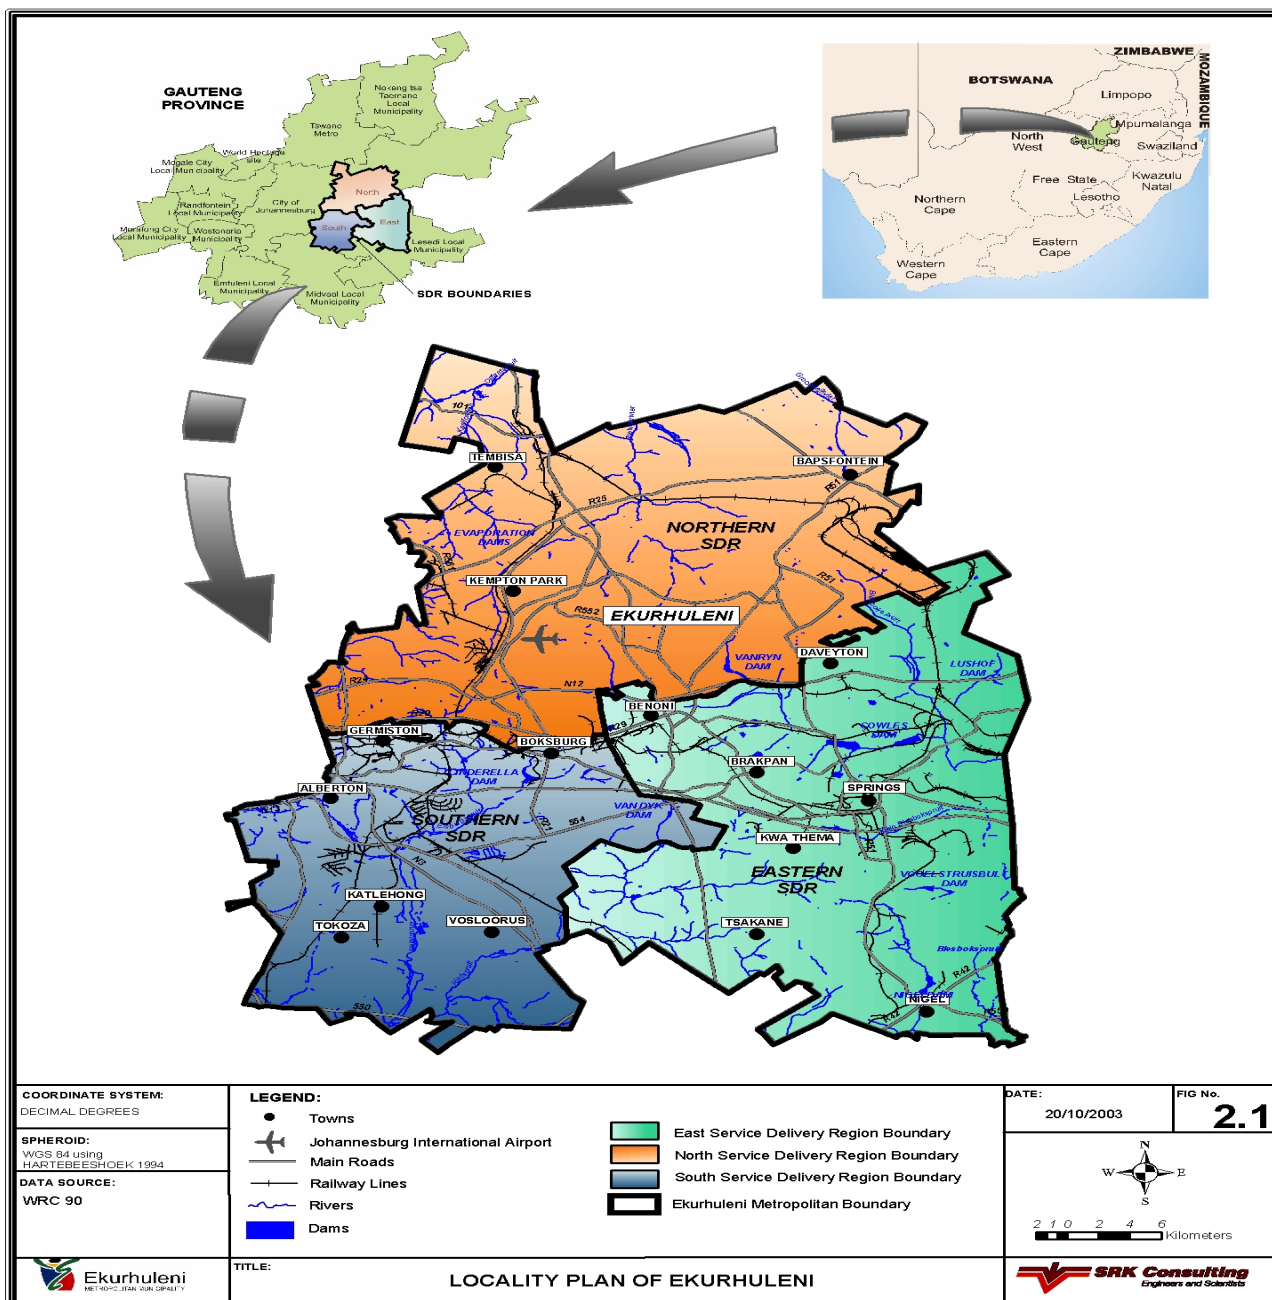 GAUTENG
PROVINCE
Nokeng tsa
Taemane
Local
Municipality
Tswane
Metro
World Heritage
site
Mogale City
Local Municipality
Randfontein
Local Municipality
City of
Johannesburg
Westonaria
Municipality
Local Municipality
North
South
East
Lesedi Local
Municipality
Emfuleni Local
Municipality
Midvaal Local
Municipality
SDR BOUNDARIES
ZIMBABWE
BOTSWANA
MOZAMBIQUE
Limpopo
Mpumalanga
North
West
Gauteng
Swaziland
Free State
Kwazulu
Natal
Lesotho
Northern
Cape
Eastern
Cape
Western
Cape
101
TEMBISA
BAPSFONTEIN
R51
R25
NORTHERN
SDR
EVAPORATION
DAMS
KEMPTON PARK
R51
R552
EKURHULENI
VANRYN
DAM
DAVEYTON
LUSHOF
DAM
N12
BENONI
R29
COWLES
DAM
GERMISTON
BOKSBURG
CINDERELLA
DAM
BRAKPAN
ALBERTON
SPRINGS
VAN DYK
DAM
SOUTHERN
SDR
R21
554
KWA THEMA
EASTERN
SDR
VOGELSTRUISBULT
DAM
N3
KATLEHONG
TOKOZA
VOSLOORUS
TSAKANE
Blesbokspruit
R42
NIGEL
R42
550
COORDINATE SYSTEM:
DECIMAL DEGREES
SPHEROID:
WGS 84 using
HARTEBEESHOEK 1994
DATA SOURCE:
WRC 90
LEGEND:
Towns
Johannesburg International Airport
Main Roads
Railway Lines
Rivers
Dams
East Service Delivery Region Boundary
North Service Delivery Region Boundary
South Service Delivery Region Boundary
Ekurhuleni Metropolitan Boundary
DATE:
20/10/2003
FIG No.
2.1
N
W E
S
2 1 0 2 4 6
Kilometers
Ekurhuleni
METROPOLITAN MUNICIPALITY
TITLE:
LOCALITY PLAN OF EKURHULENI
SRK Consulting
Engineers and Scientists